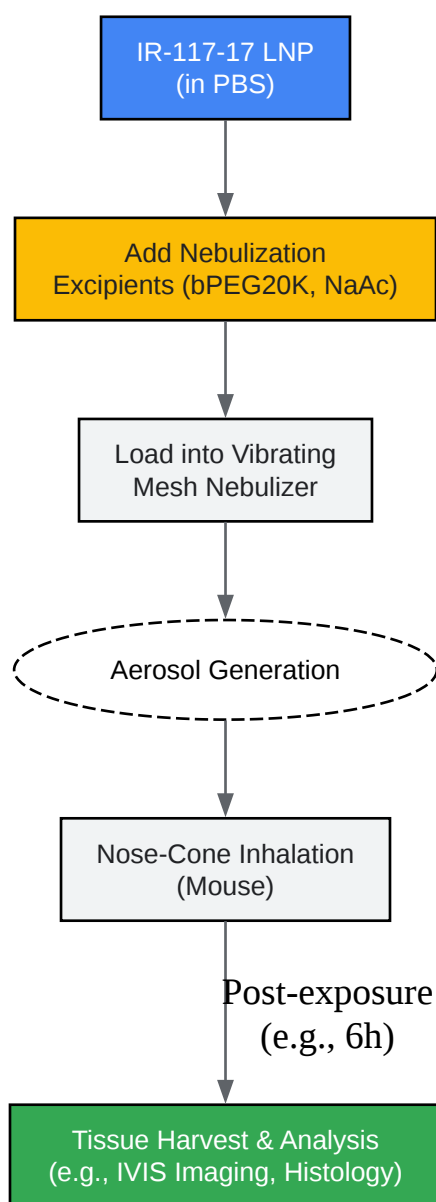 IR-117-17 LNP
(in PBS)
Add Nebulization
Excipients (bPEG20K, NaAc)
Load into Vibrating
Mesh Nebulizer
Aerosol Generation
Nose-Cone Inhalation
(Mouse)
Post-exposure
(e.g., 6h)
Tissue Harvest & Analysis
(e.g., IVIS Imaging, Histology)